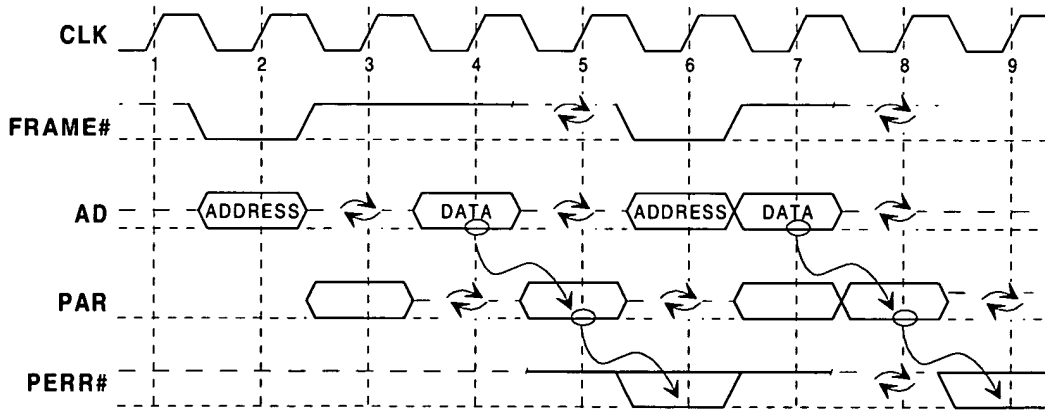 CLK
1 2 3 4 5 6 7 8 9
FRAME#
AD ADDRESS DATA ADDRESS DATA
PAR
PERR#